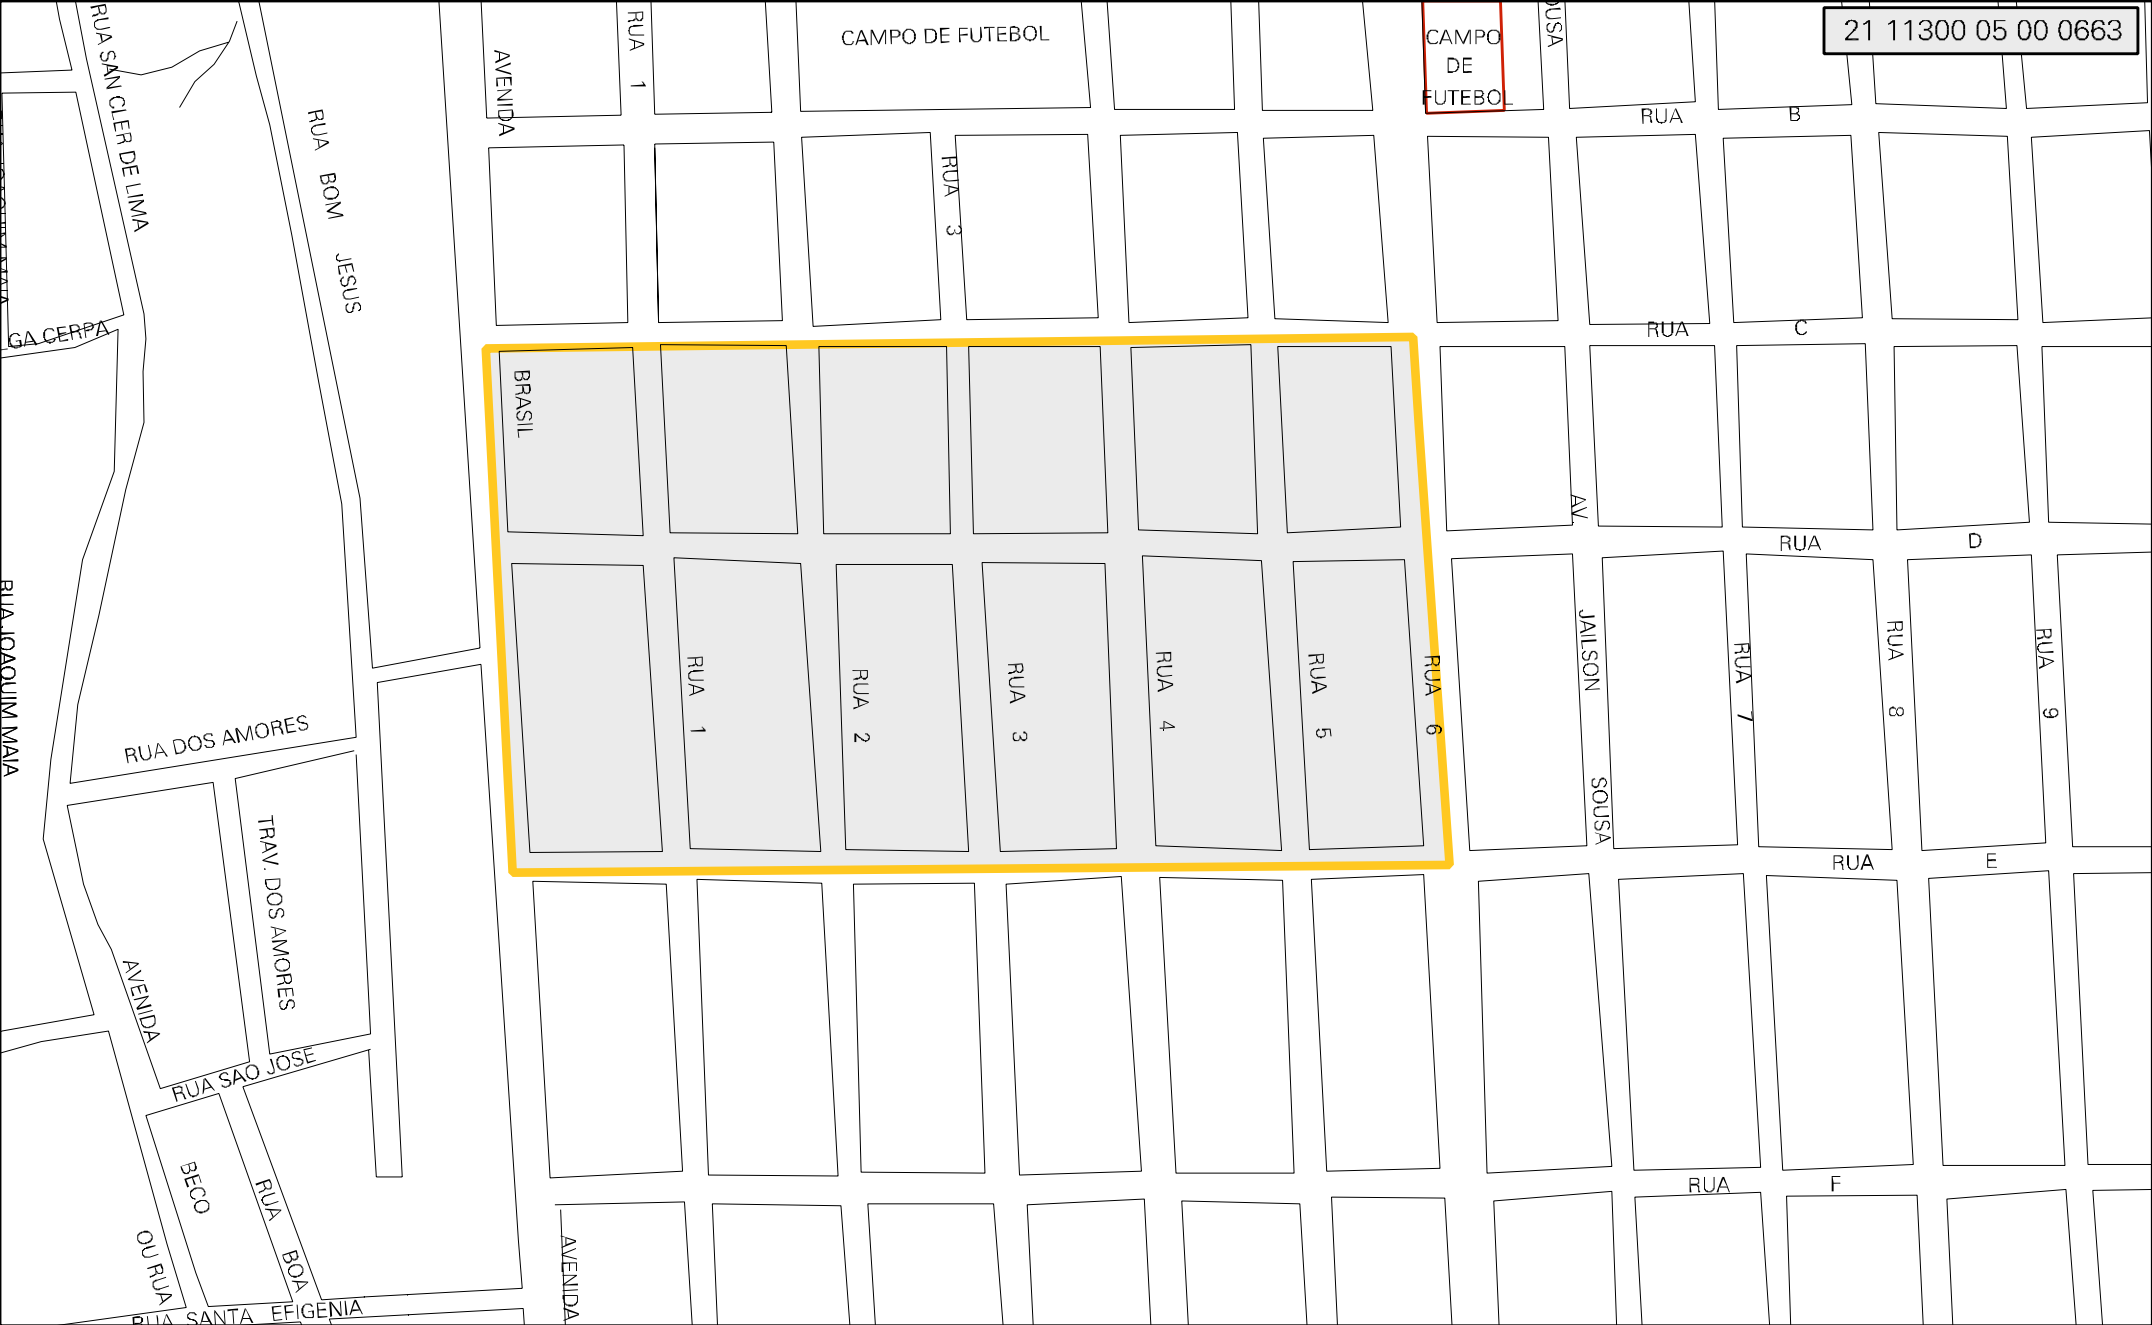 21 11300 05 00 0663
RUA SAN CLER DE LIMA
RUA 1
CAMPO DE FUTEBOL
CAMPO
DE
FUTEBOL
OUSA
AVENIDA
RUA B
RUA BOM JESUS
RUA 3
GA CERPA
RUA C
BRASIL
AV.
RUA D
RUA JOAQUIM MAIA
JAILSON
SOUSA
RUA 1
RUA 2
RUA 3
RUA 4
RUA 5
RUA 6
RUA 7
RUA 8
RUA 9
RUA DOS AMORES
TRAV. DOS AMORES
RUA E
AVENIDA
RUA SAO JOSE
BECO
RUA BOA
OU RUA
RUA F
AVENIDA
RUA SANTA EFIGENIA